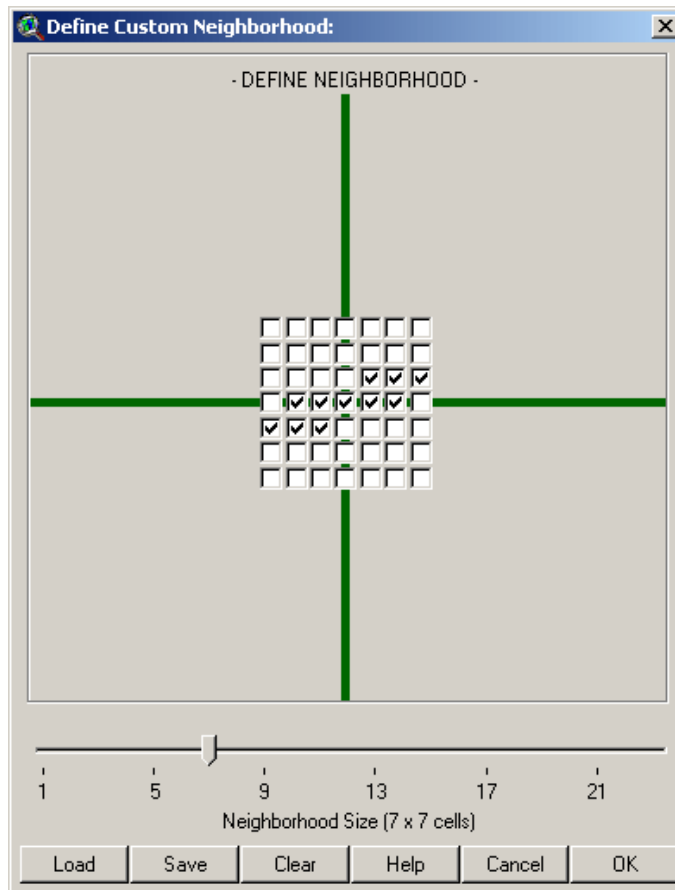 Define Custom Neighborhood:
- DEFINE NEIGHBORHOOD -
1 5 9 13 17 21
Neighborhood Size (7 x 7 cells)
Load Save Clear Help Cancel OK